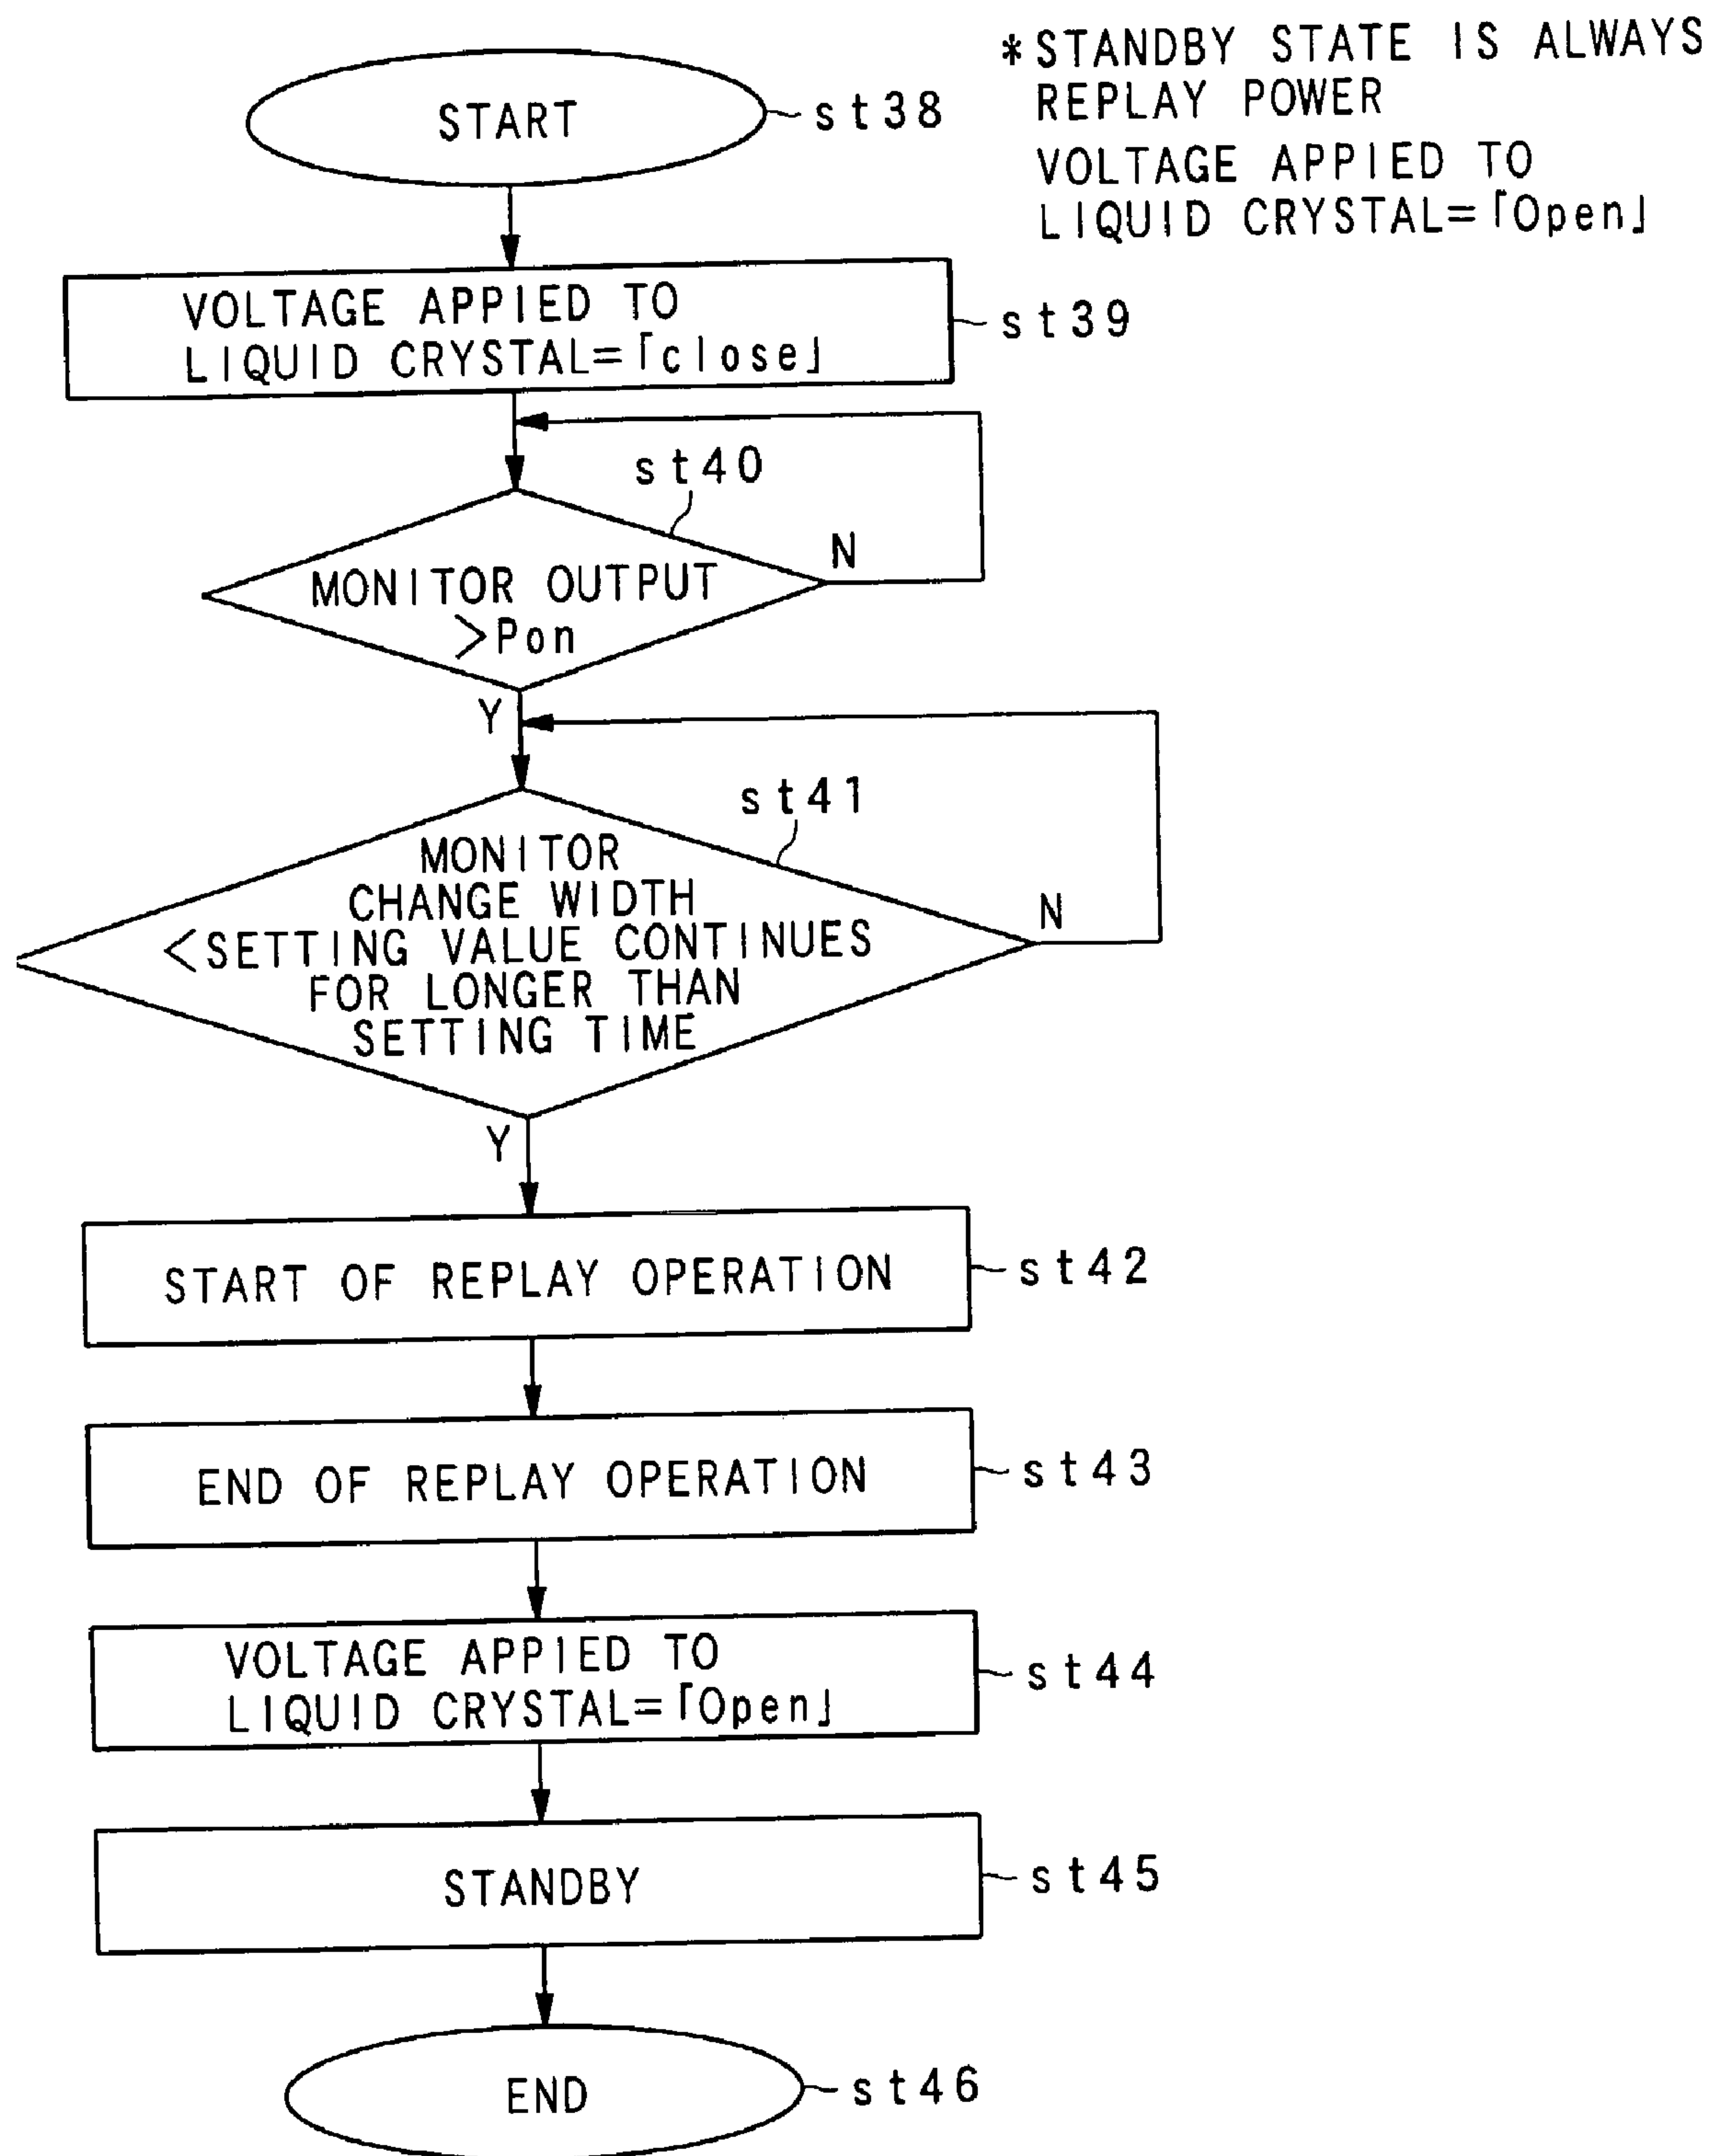 * STANDBY STATE IS ALWAYS
REPLAY POWER
VOLTAGE APPIED TO
LIQUID CRYSTAL=「Open」
START
st38
VOLTAGE APPIED TO
LIQUID CRYSTAL=「close」
st39
st40
MONITOR OUTPUT
>Pon
N
Y
st41
MONITOR
CHANGE WIDTH
<SETTING VALUE CONTINUES
FOR LONGER THAN
SETTING TIME
N
Y
START OF REPLAY OPERATION
st42
END OF REPLAY OPERATION
st43
VOLTAGE APPIED TO
LIQUID CRYSTAL=「Open」
st44
STANDBY
st45
END
st46